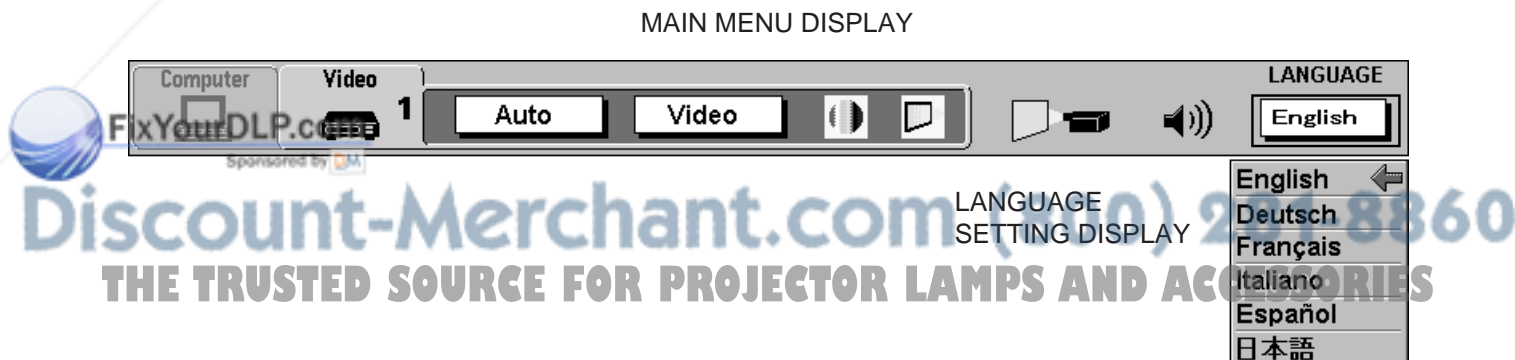 MAIN MENU DISPLAY
Computer Video LANGUAGE
1 Auto Video English
FixYourDLP.com
Sponsored by DM
English
Discount-Merchant.com (800) 281-8860
LANGUAGE
SETTING DISPLAY
Deutsch
Français
THE TRUSTED SOURCE FOR PROJECTOR LAMPS AND ACCESSORIES
Italiano
Español
日本語